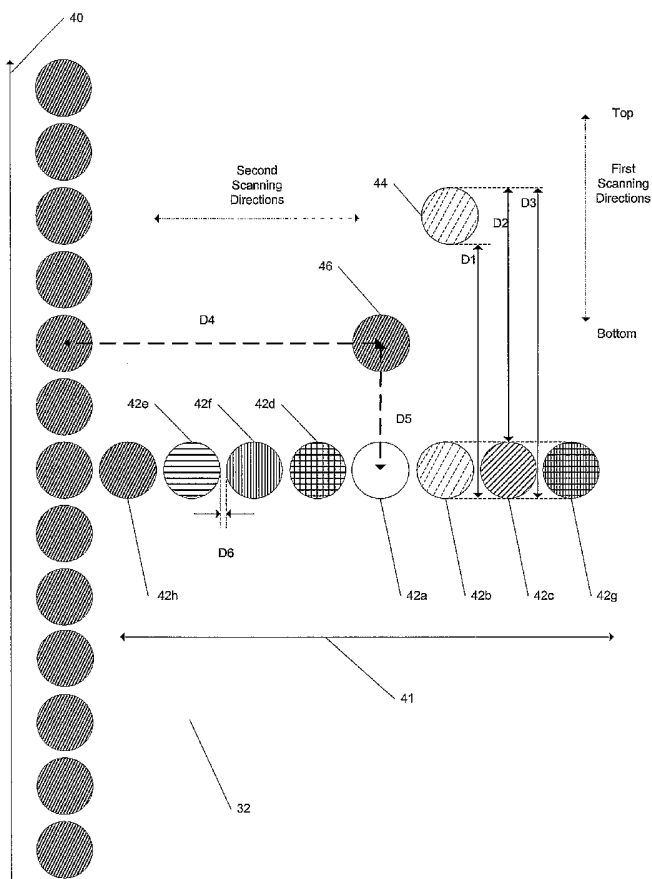 40
Top
Second
Scanning
Directions
44
D2
D3
First
Scanning
Directions
D1
46
Bottom
D4
42e
42f
42d
D5
D6
42h
42a
42b
42c
42g
41
32